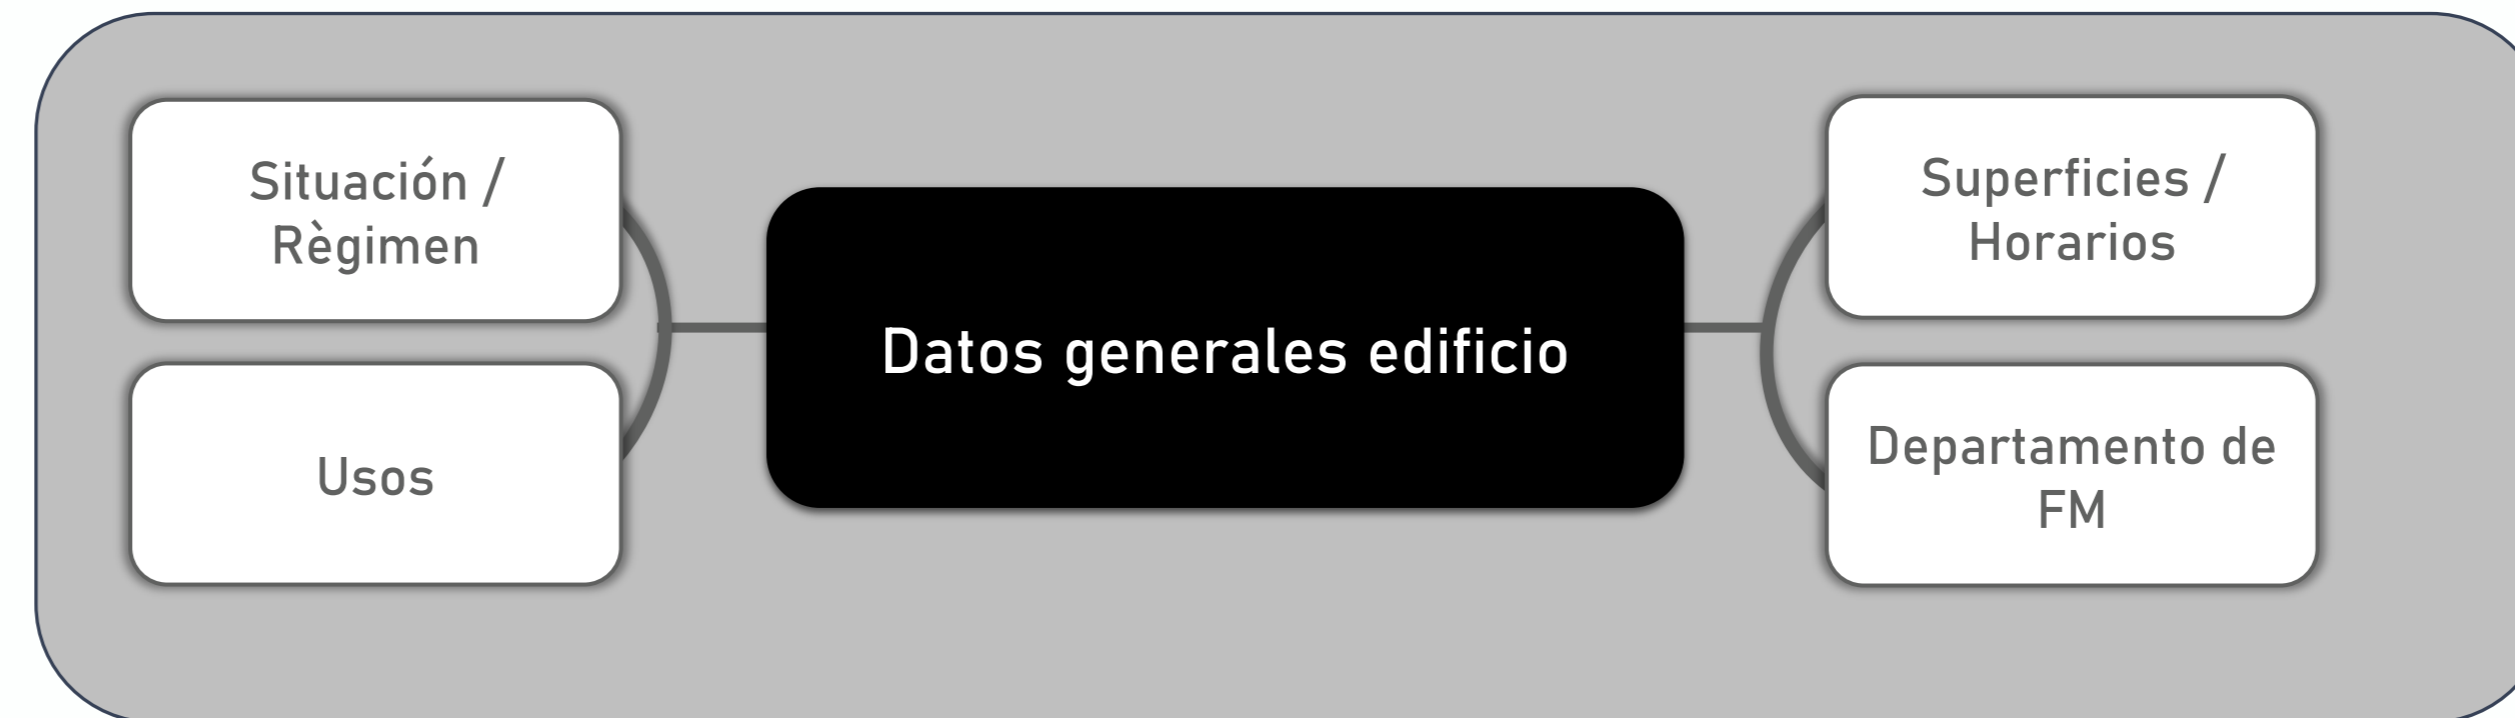 Situación /
Règimen
Usos
Datos generales edificio
Superficies /
Horarios
Departamento de
FM